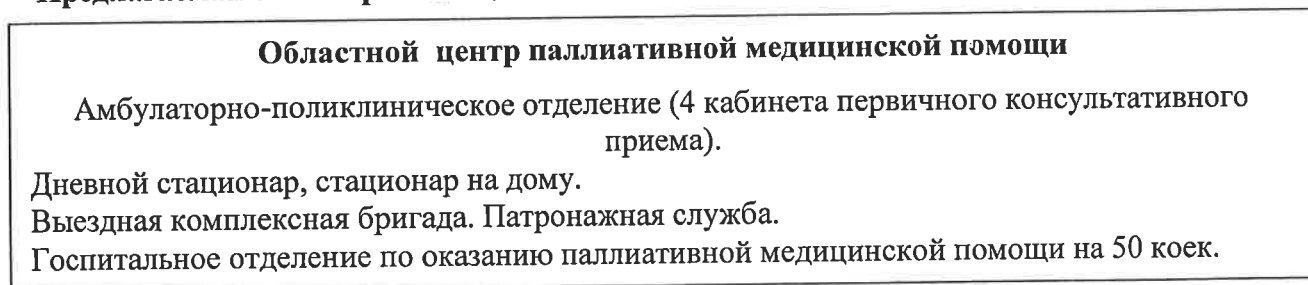 Областной центр паллиативной медицинской помощи
Амбулаторно-поликлиническое отделение (4 кабинета первичного консультативного
приема).
Дневной стационар, стационар на дому.
Выездная комплексная бригада. Патронажная служба.
Госпитальное отделение по оказанию паллиативной медицинской помощи на 50 коек.